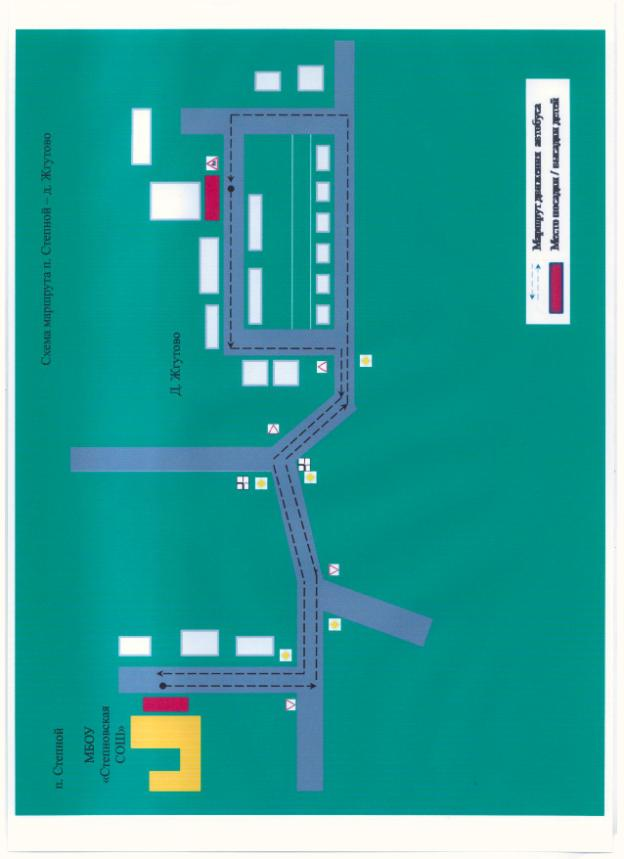 Схема маршрута п. Степной – д. Жгутово
п. Степной
МБОУ
«Степновская
СОШ»
Д. Жгутово
Маршрут движения автобуса
Место посадки / высадки детей